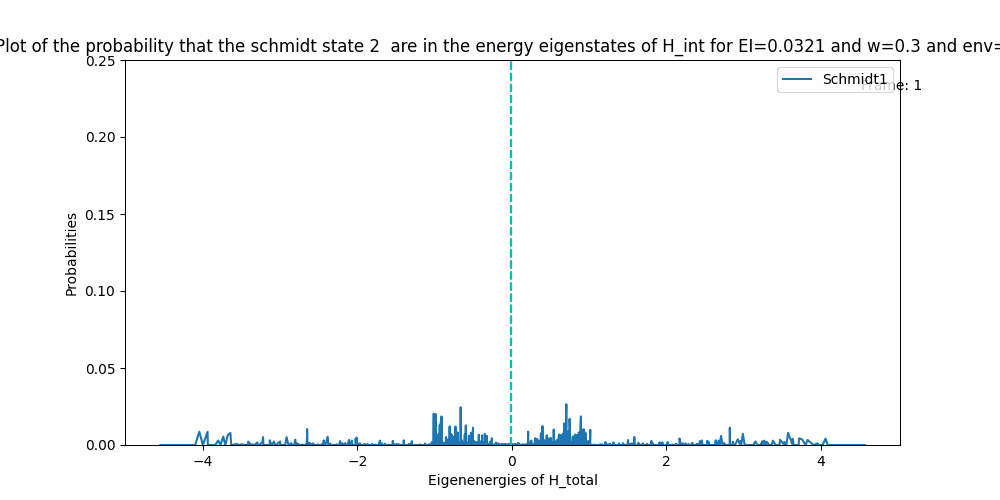 Plot of the probability that the schmidt state 2 are in the energy eigenstates of H_int for EI=0.0321 and w=0.3 and env=
0.25
Schmidt1
Frame: 1
0.20
0.15
Probabilities
0.10
0.05
0.00
−4
−2
0
2
4
Eigenenergies of H_total